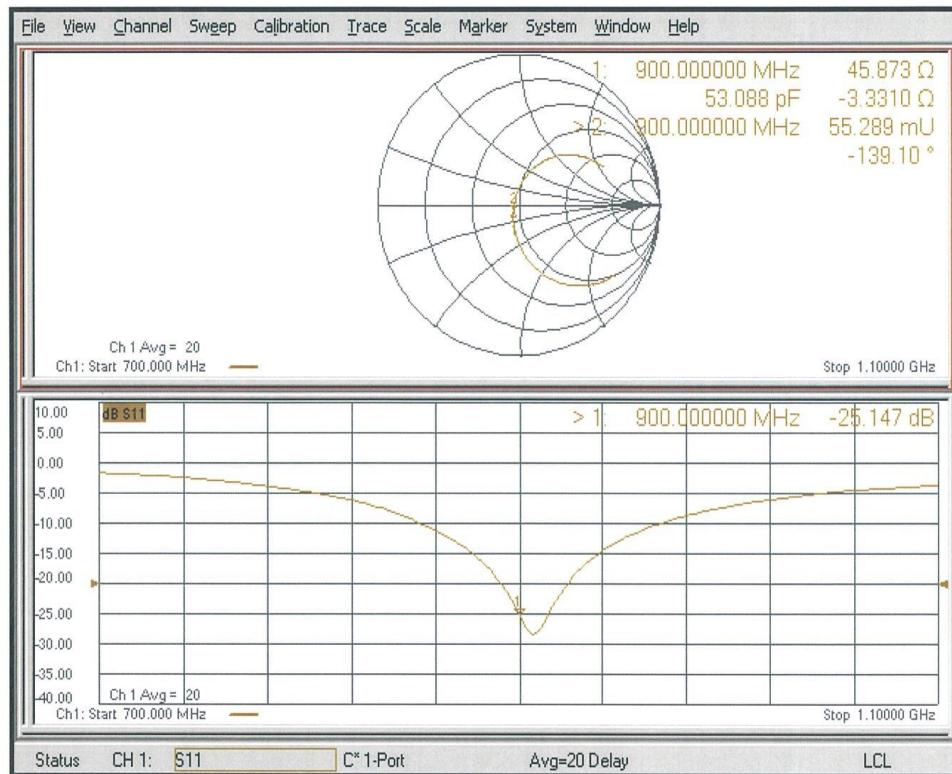 File View Channel Sweep Calibration Trace Scale Marker System Window Help
1: 900.000000 MHz 45.873 Ω
53.088 pF -3.3310 Ω
> 2: 900.000000 MHz 55.289 mU
-139.10 °
Ch 1 Avg = 20
Ch1: Start 700.000 MHz
Stop 1.10000 GHz
10.00
dB S11
> 1: 900.000000 MHz -25.147 dB
5.00
0.00
-5.00
-10.00
-15.00
-20.00
-25.00
1
-30.00
-35.00
-40.00
Ch 1 Avg = 20
Ch1: Start 700.000 MHz
Stop 1.10000 GHz
Status CH 1: S11 C* 1-Port Avg=20 Delay LCL